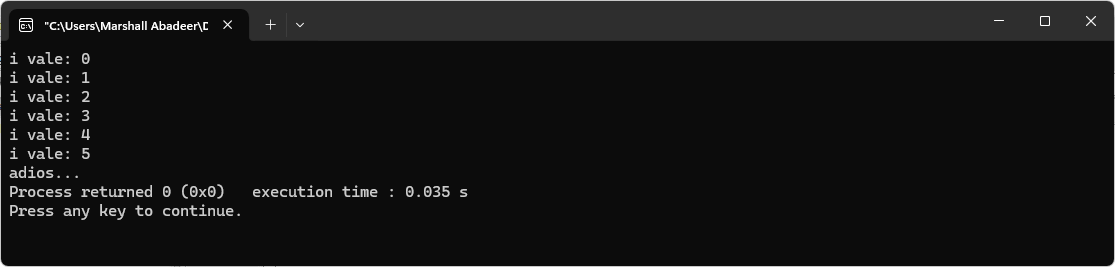 "C:\Users\Marshall Abadeer\D
i vale: 0
i vale: 1
i vale: 2
i vale: 3
i vale: 4
i vale: 5
adios...
Process returned 0 (0x0)   execution time : 0.035 s
Press any key to continue.